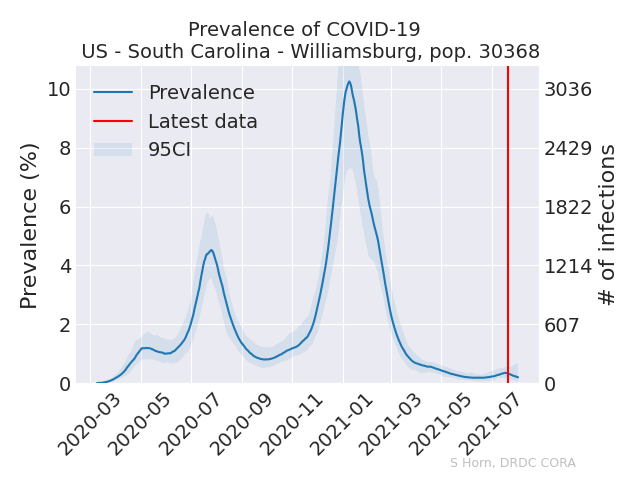 Prevalence of COVID-19
US - South Carolina - Williamsburg, pop. 30368
Prevalence
Latest data
95CI
Prevalence (%)
10
8
6
4
2
0
3036
2429
1822
1214
607
0
# of infections
2020-03
2020-05
2020-07
2020-09
2020-11
2021-01
2021-03
2021-05
2021-07
S Horn, DRDC CORA